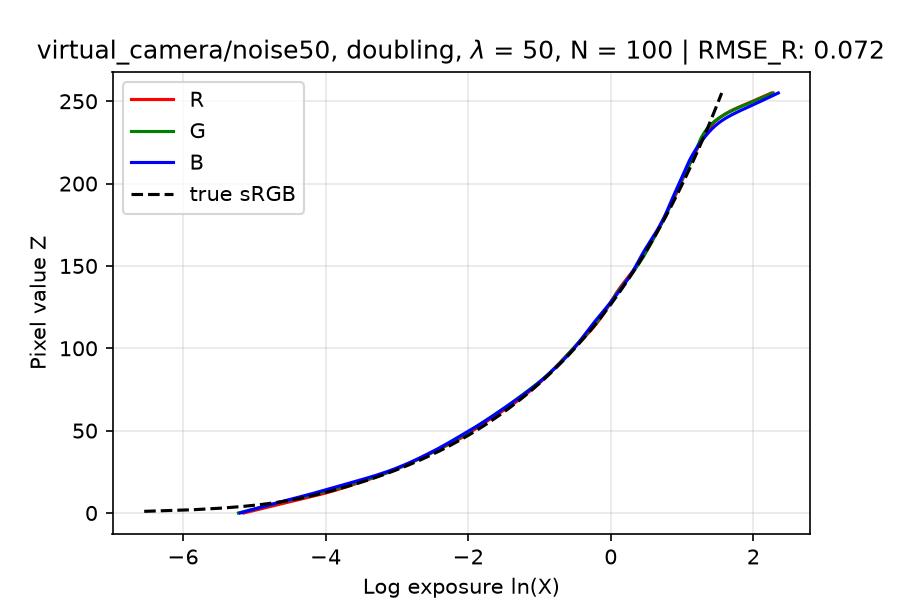 virtual_camera/noise50, doubling, λ = 50, N = 100 | RMSE_R: 0.072
R
G
B
true sRGB
Pixel value Z
250
200
150
100
50
0
−6
−4
−2
0
2
Log exposure ln(X)